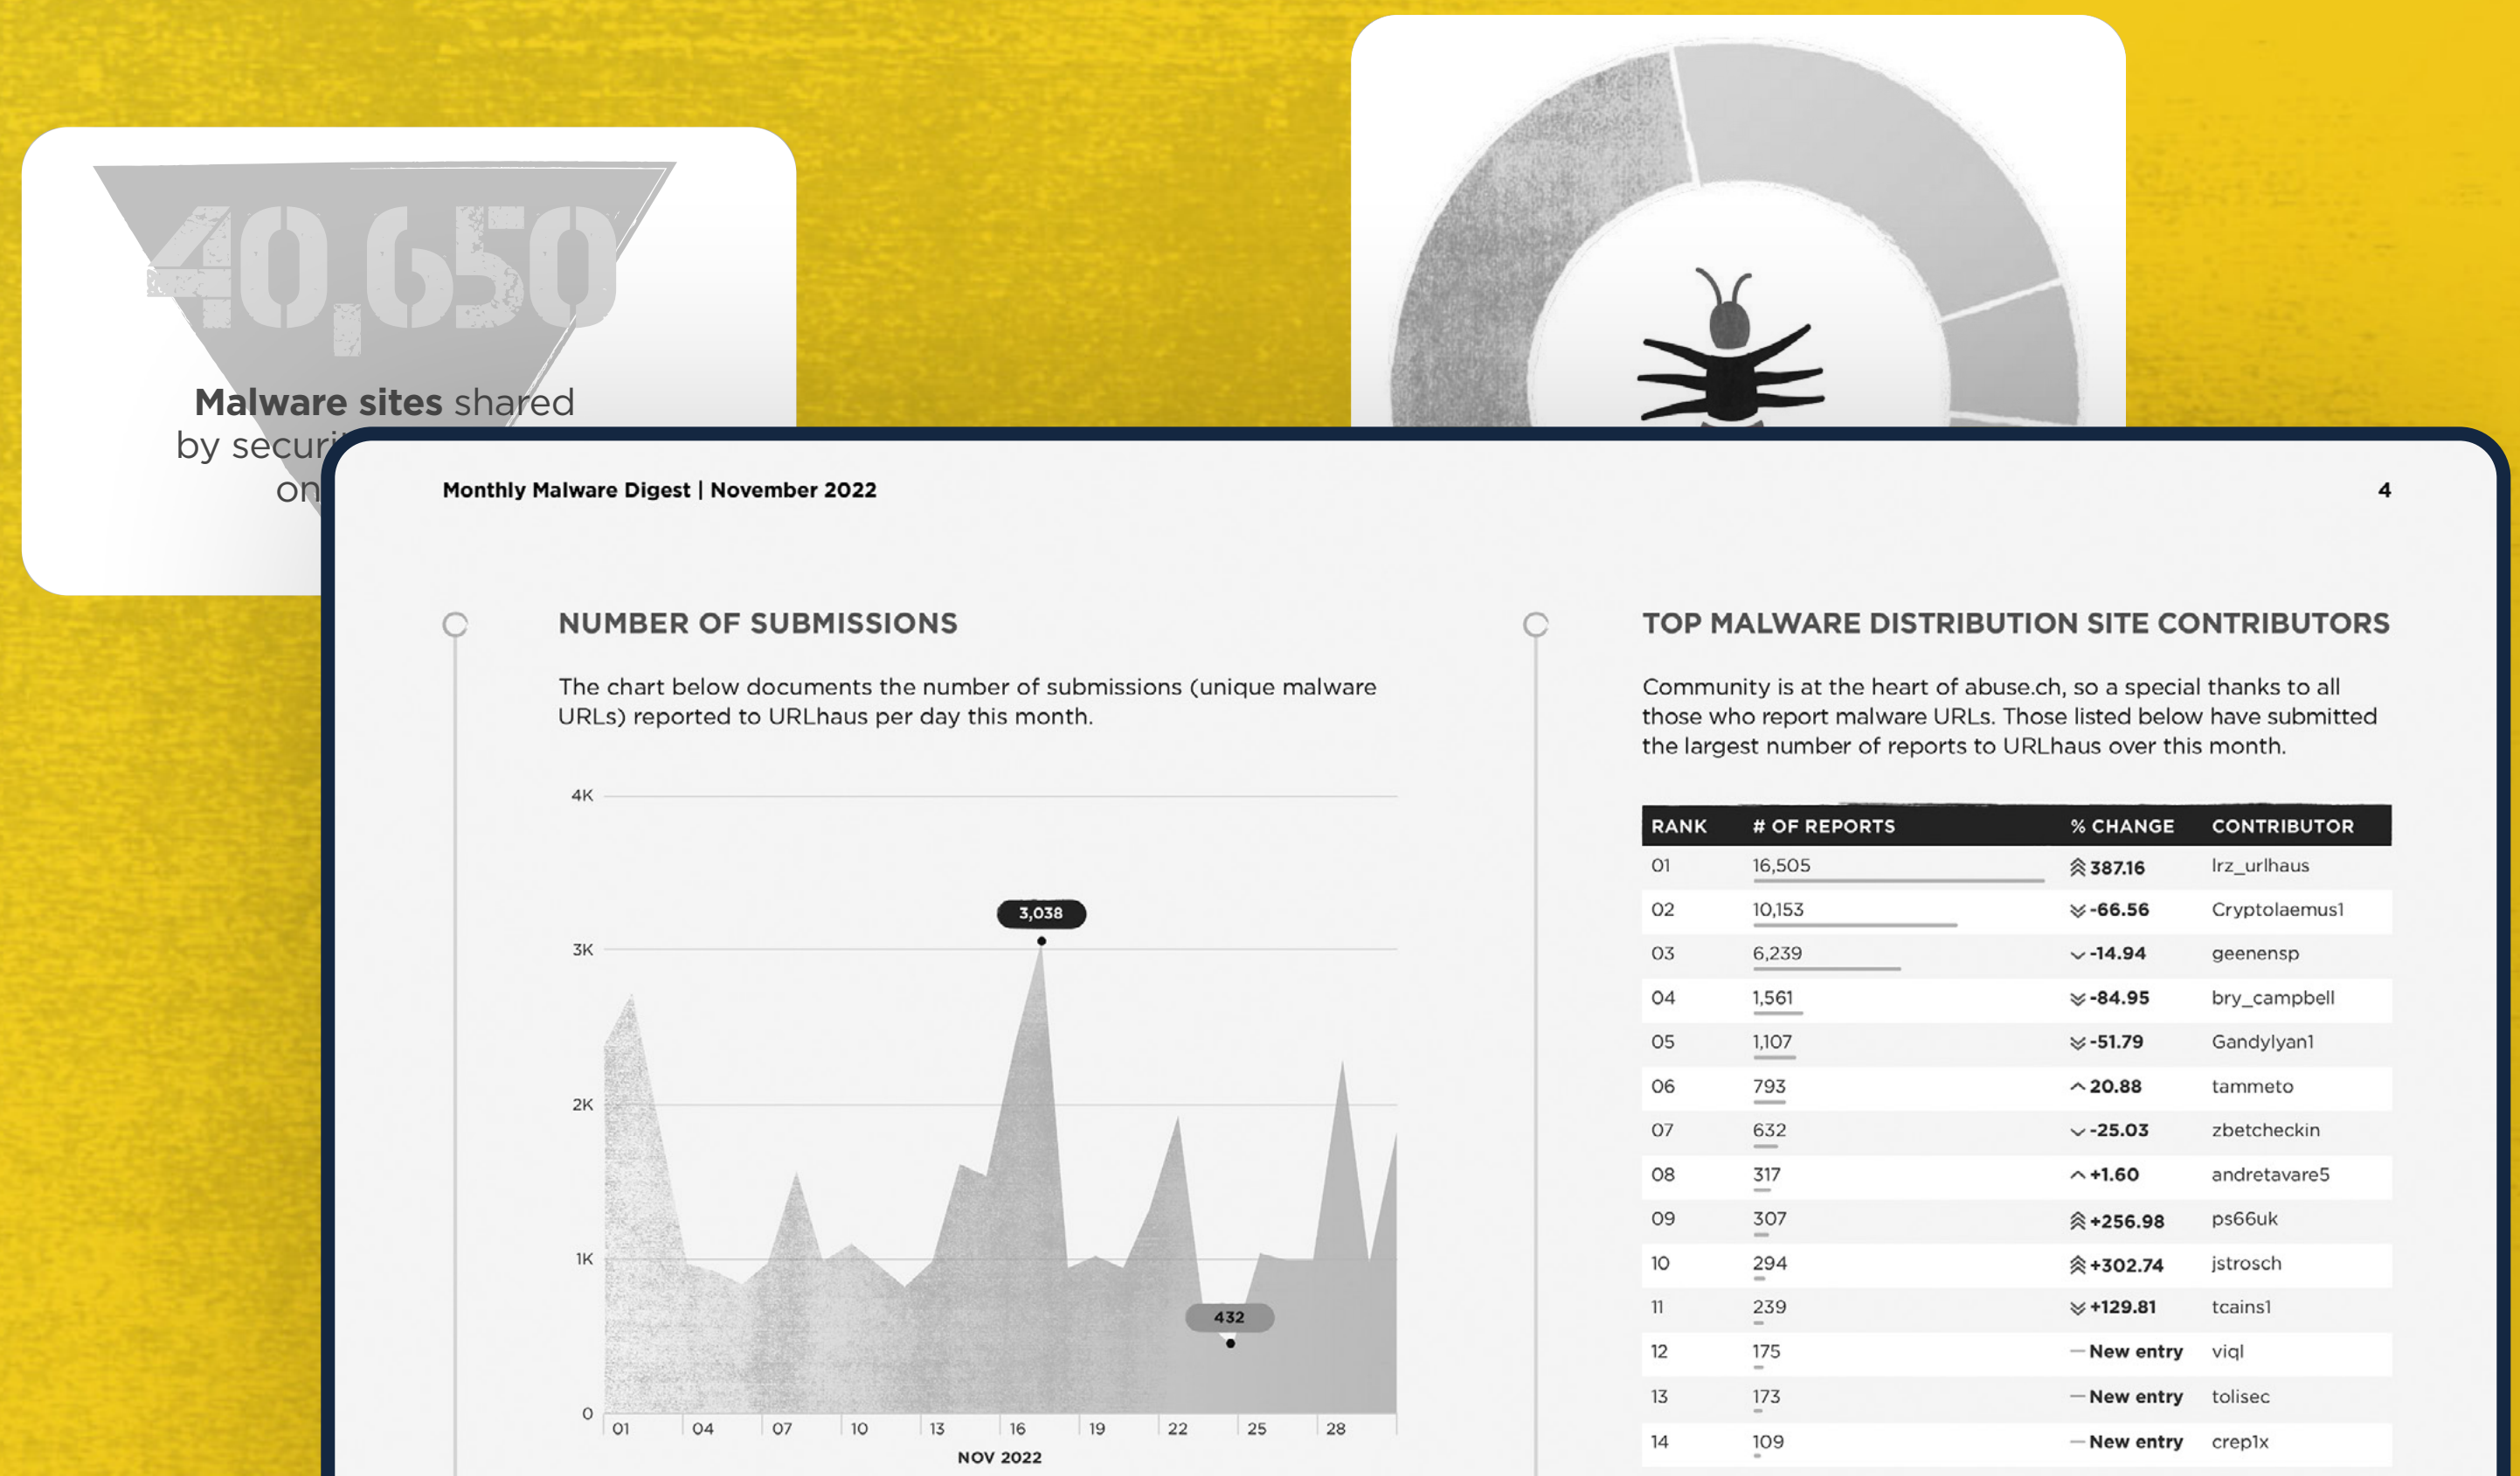 40,650
Malware sites shared
by securi
on
Monthly Malware Digest | November 2022
4
NUMBER OF SUBMISSIONS
The chart below documents the number of submissions (unique malware
URLs) reported to URLhaus per day this month.
4K
3K
2K
1K
0
3,038
432
01 04 07 10 13 16 19 22 25 28
NOV 2022
TOP MALWARE DISTRIBUTION SITE CONTRIBUTORS
Community is at the heart of abuse.ch, so a special thanks to all
those who report malware URLs. Those listed below have submitted
the largest number of reports to URLhaus over this month.
RANK # OF REPORTS % CHANGE CONTRIBUTOR
01 16,505 387.16 lrz_urlhaus
02 10,153 -66.56 Cryptolaemus1
03 6,239 -14.94 geenensp
04 1,561 -84.95 bry_campbell
05 1,107 -51.79 Gandylyan1
06 793 20.88 tammeto
07 632 -25.03 zbetcheckin
08 317 +1.60 andretavare5
09 307 +256.98 ps66uk
10 294 +302.74 jstrosch
11 239 +129.81 tcains1
12 175 — New entry viql
13 173 — New entry tolisec
14 109 — New entry crep1x